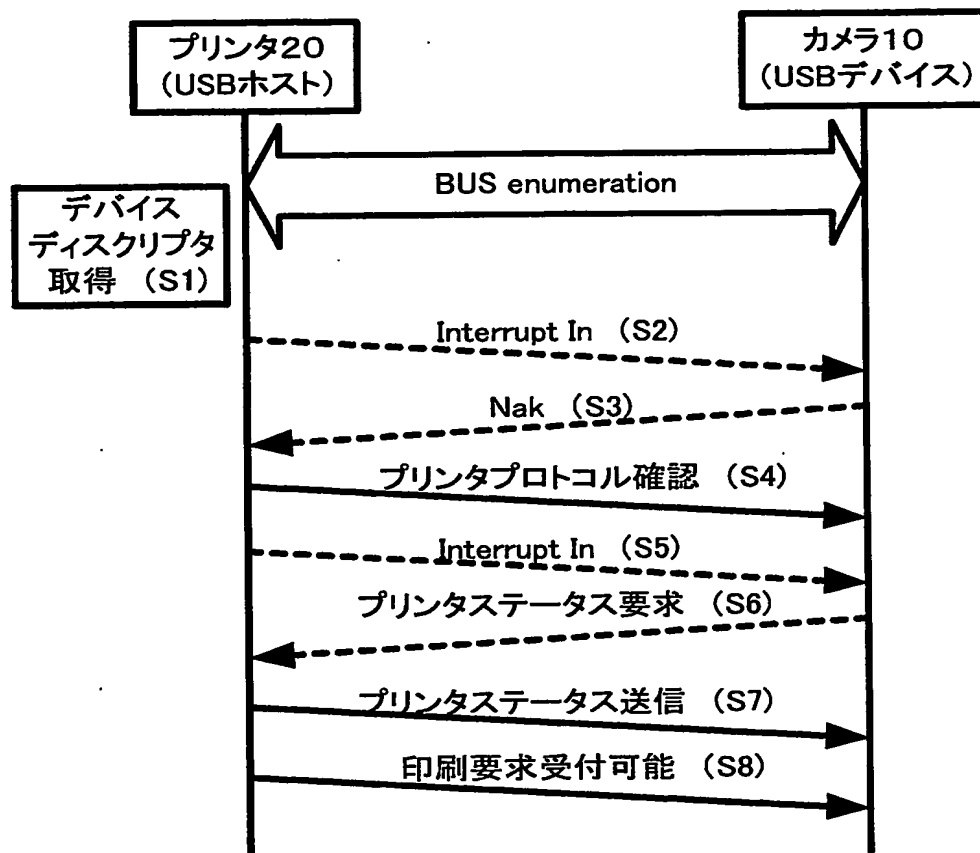 プリンタ20
(USBホスト)
カメラ10
(USBデバイス)
BUS enumeration
デバイス
ディスクリプタ
取得 (S1)
Interrupt In (S2)
Nak (S3)
プリンタプロトコル確認 (S4)
Interrupt In (S5)
プリンタステータス要求 (S6)
プリンタステータス送信 (S7)
印刷要求受付可能 (S8)